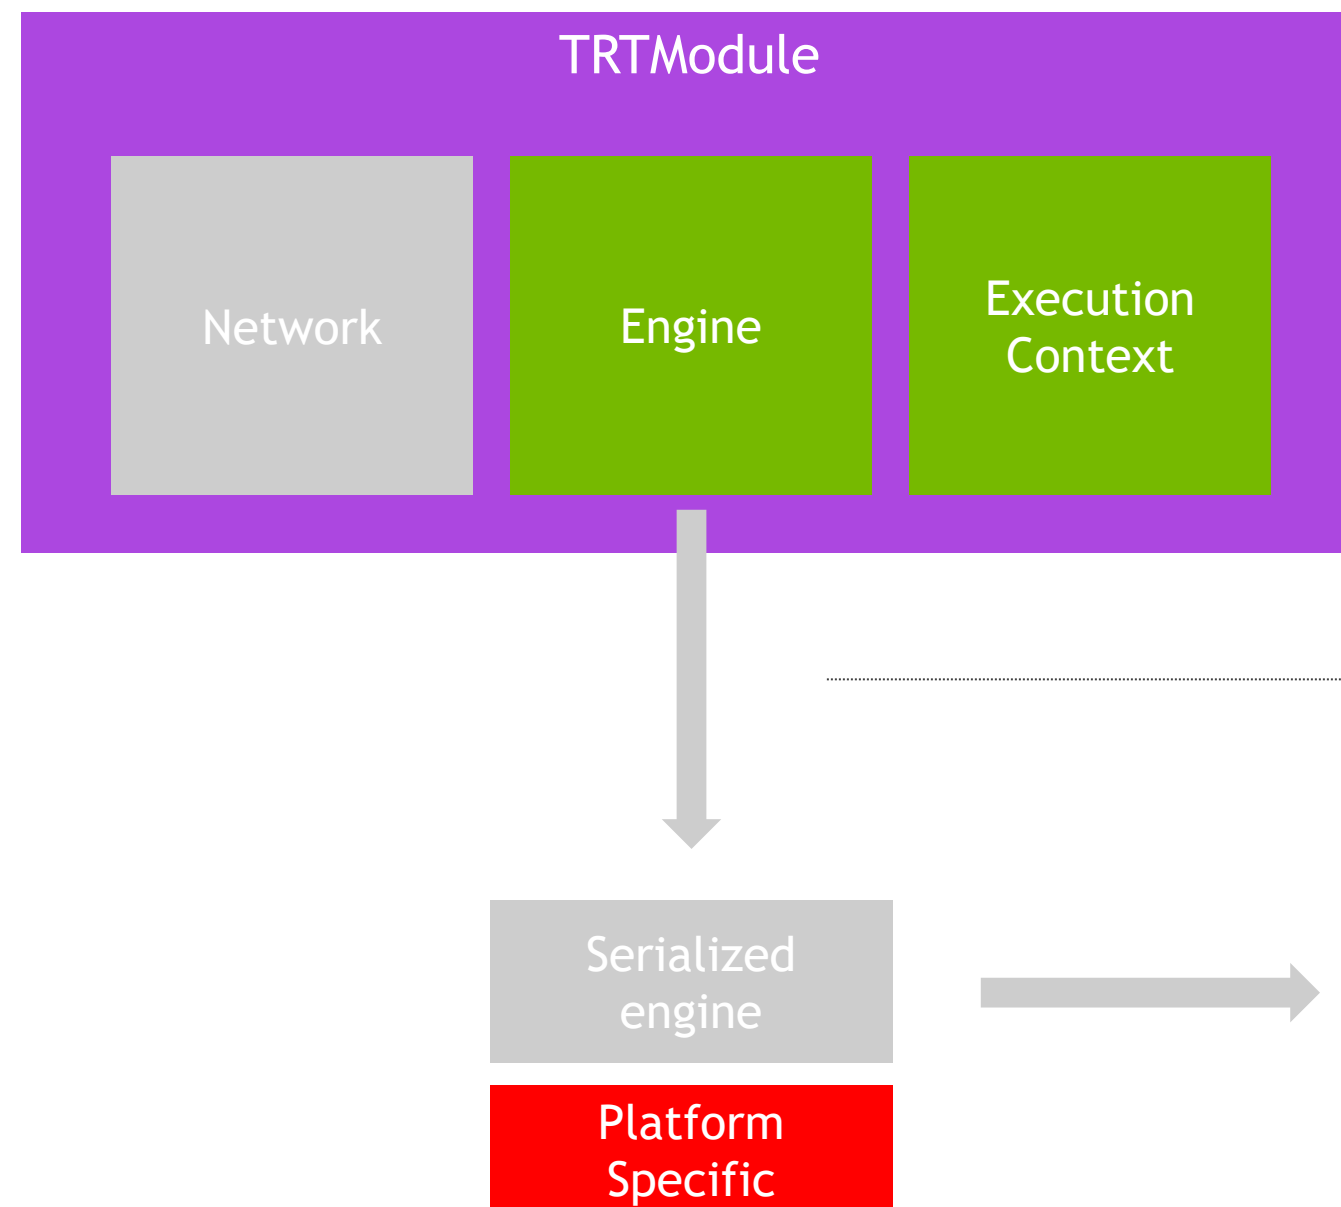 TRTModule
Network
Engine
Execution
Context
Serialized
engine
Platform
Specific